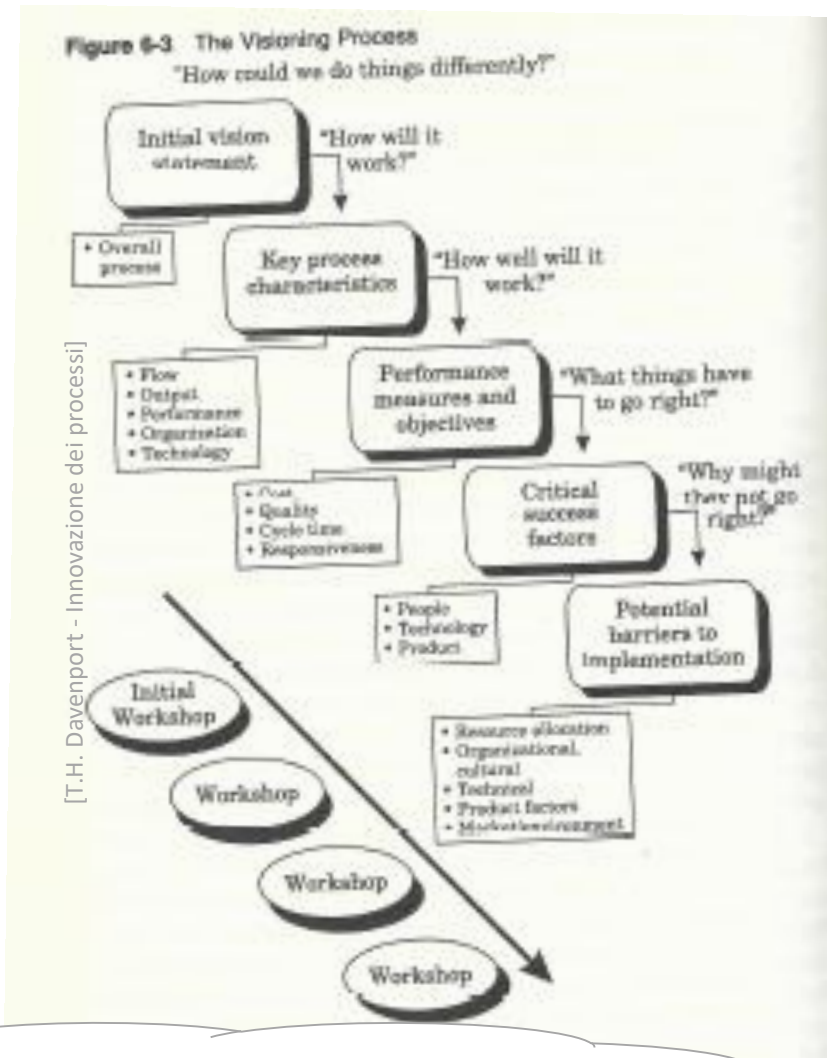 Figure 6-3 The Visioning Process
"How could we do things differently?"
Initial vision
statement
"How will it
work?"
• Overall
process
Key process
characteristics
"How well will it
work?"
• Flow
• Output
• Performance
• Organisation
• Technology
Performance
measures and
objectives
"What things have
to go right?"
• Cost
• Quality
• Cycle time
• Responsiveness
Critical
success
factors
"Why might
they not go
right?"
• People
• Technology
• Product
Potential
barriers to
implementation
• Resource allocation
• Organisational,
cultural
• Technical
• Product factors
• Market/environment
Initial
Workshop
Workshop
Workshop
Workshop
[T.H. Davenport - Innovazione dei processi]